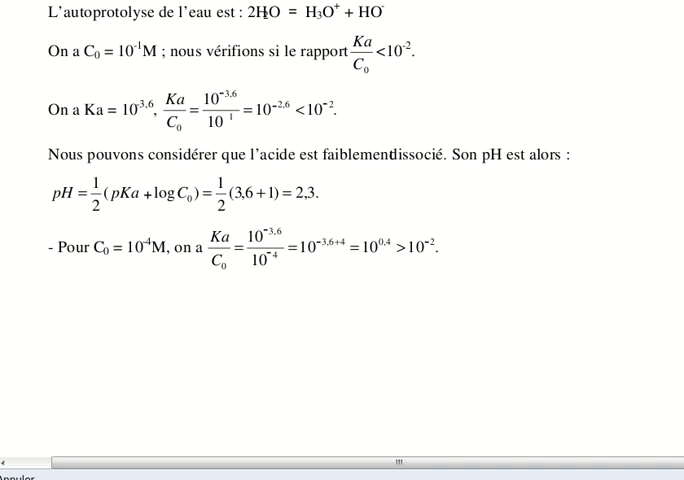 L'autoprotolyse de l'eau est : 2H₂O = H₃O⁺ + HO⁻
On a C₀ = 10⁻¹M ; nous vérifions si le rapport Ka/C₀ < 10⁻².
On a Ka = 10⁻³,⁶, Ka/C₀ = 10⁻³,⁶/10⁻¹ = 10⁻²,⁶ < 10⁻².
Nous pouvons considérer que l'acide est faiblement dissocié. Son pH est alors :
pH = 1/2 (pKa + log C₀) = 1/2 (3,6 + 1) = 2,3.
- Pour C₀ = 10⁻⁴M, on a Ka/C₀ = 10⁻³,⁶/10⁻⁴ = 10⁻³,⁶⁺⁴ = 10⁰,⁴ > 10⁻².
Annuler